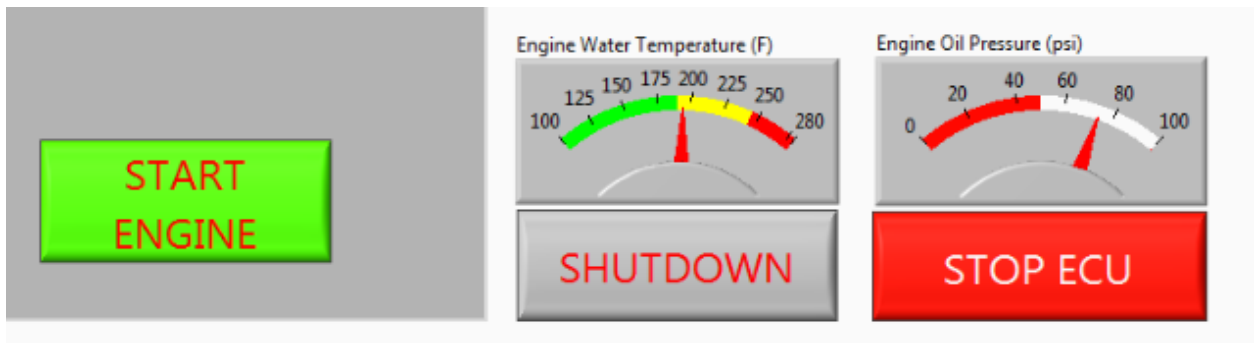 START
ENGINE
Engine Water Temperature (F)
100 125 150 175 200 225 250 280
SHUTDOWN
Engine Oil Pressure (psi)
0 20 40 60 80 100
STOP ECU